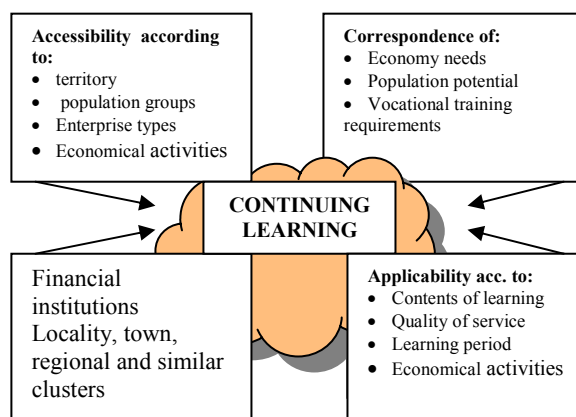 Accessibility according
to:
• territory
• population groups
• Enterprise types
• Economical activities
Correspondence of:
• Economy needs
• Population potential
• Vocational training
requirements
CONTINUING
LEARNING
Financial
institutions
Locality, town,
regional and similar
clusters
Applicability acc. to:
• Contents of learning
• Quality of service
• Learning period
• Economical activities